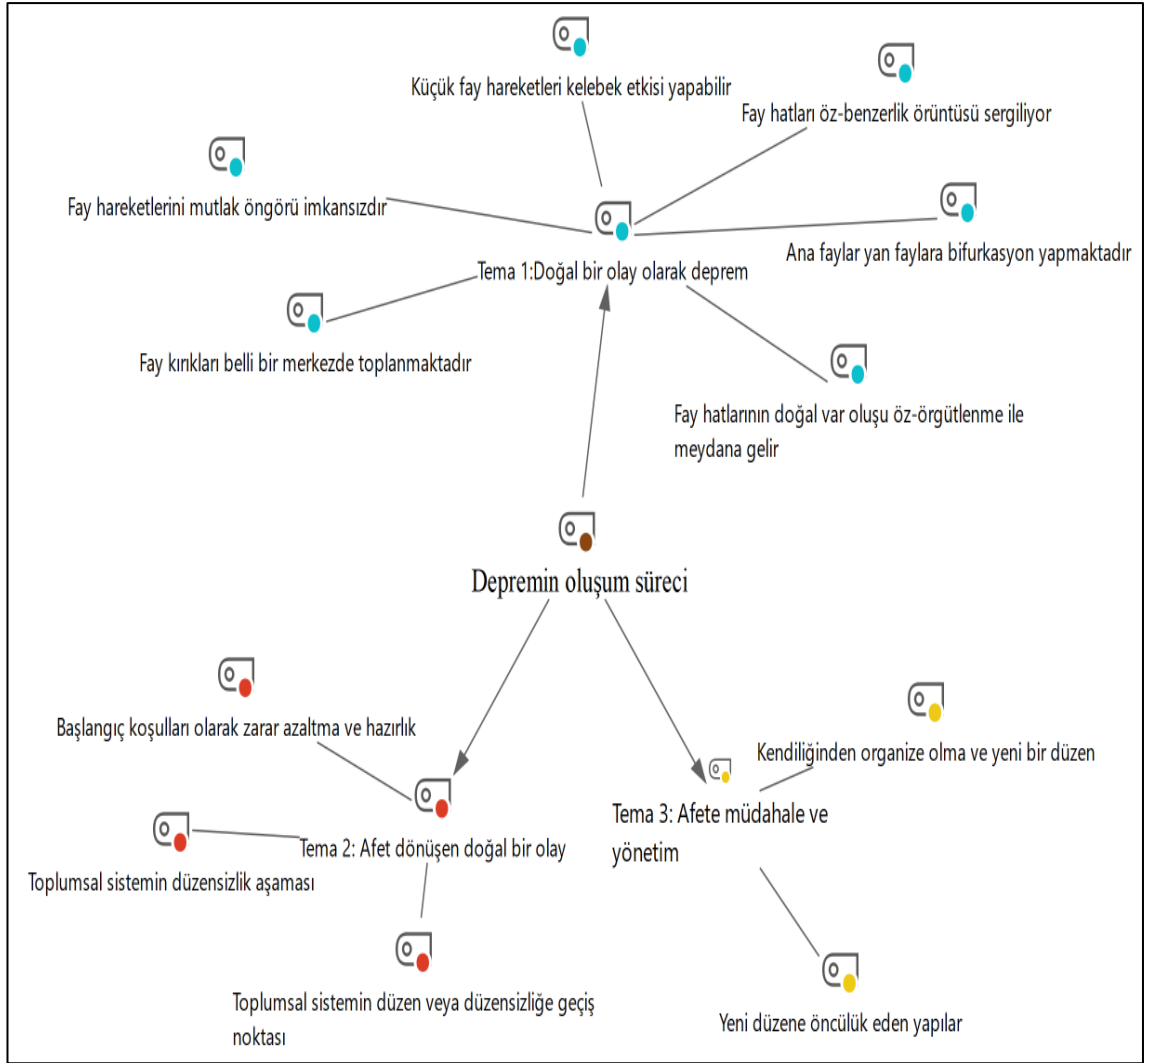 Küçük fay hareketleri kelebek etkisi yapabilir
Fay hatları öz-benzerlik örüntüsü sergiliyor
Fay hareketlerini mutlak öngörü imkansızdır
Ana faylar yan faylara bifurkasyon yapmaktadır
Tema 1:Doğal bir olay olarak deprem
Fay kırıkları belli bir merkezde toplanmaktadır
Fay hatlarının doğal var oluşu öz-örgütlenme ile
meydana gelir
Depremin oluşum süreci
Başlangıç koşulları olarak zarar azaltma ve hazırlık
Kendiliğinden organize olma ve yeni bir düzen
Tema 3: Afete müdahale ve
yönetim
Tema 2: Afet dönüşen doğal bir olay
Toplumsal sistemin düzensizlik aşaması
Toplumsal sistemin düzen veya düzensizliğe geçiş
noktası
Yeni düzene öncülük eden yapılar